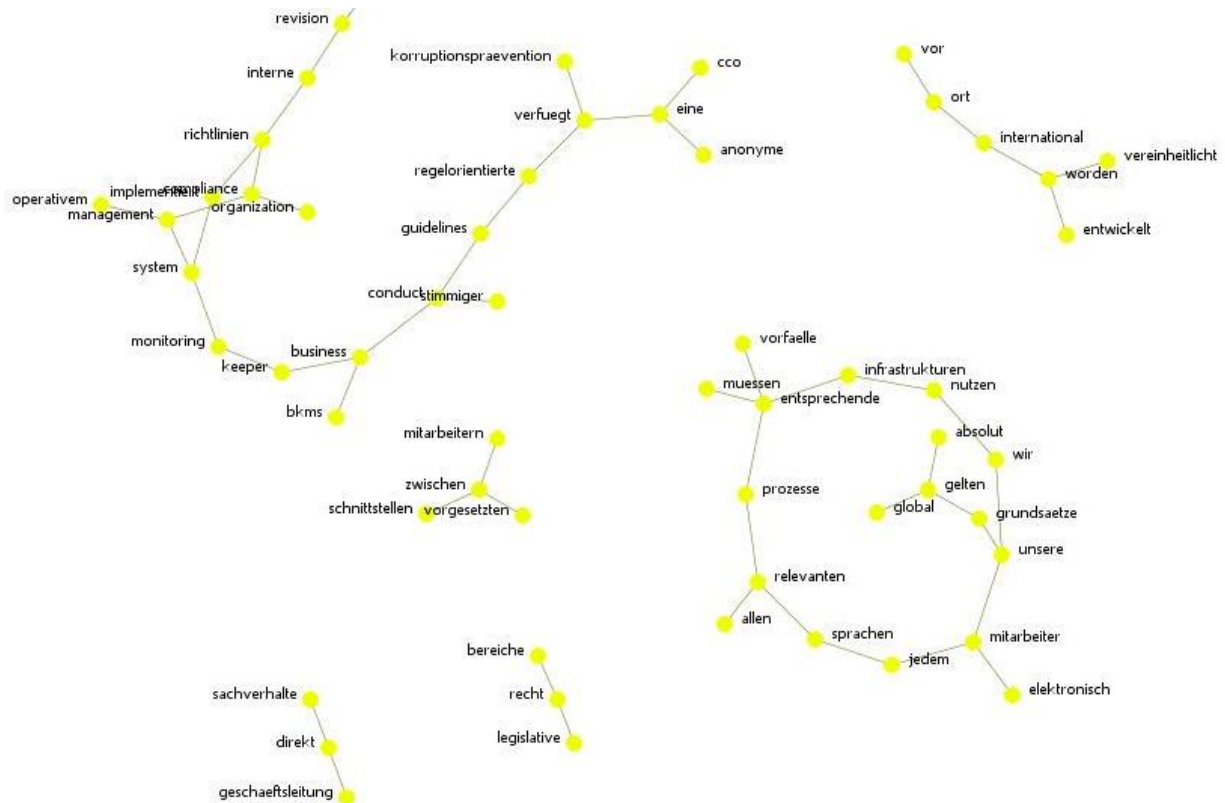 revision
korruptionspraevention
cco
vor
interne
ort
verfuegt
eine
richtlinien
international
anonyme
vereinheitlicht
regelorientierte
worden
implementiert
compliance
operativem
management
organization
guidelines
entwickelt
system
conduct
stimmiger
monitoring
business
keeper
vorfaelle
infrastrukturen
muessen
nutzen
entsprechende
bkms
mitarbeitern
absolut
wir
zwischen
prozesse
gelten
schnittstellen
vorgesetzten
global
grundsaetze
unsere
relevanten
allen
sprachen
mitarbeiter
bereiche
jedem
sachverhalte
recht
elektronisch
direkt
legislative
geschaeftsleitung